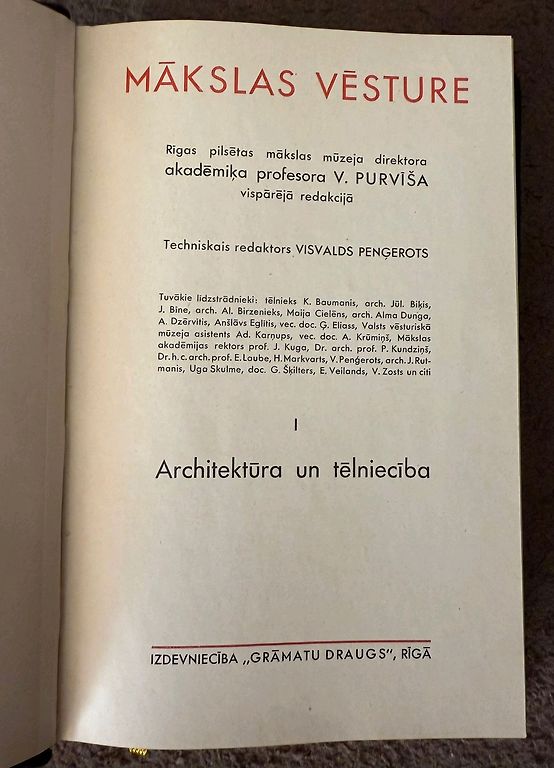 MĀKSLAS VĒSTURE
Rīgas pilsētas mākslas mūzeja direktora
akadēmiķa profesora V. PURVĪŠA
vispārējā redakcijā
Techniskais redaktors VISVALDS PENĢEROTS
Tuvākie līdzstrādnieki: tēlnieks K. Baumanis, arch. Jūl. Biķis,
J. Bīne, arch. Al. Birzenieks, Maija Cielēns, arch. Alma Dunga,
A. Dzērvītis, Anšlāvs Eglītis, vec. doc. Ģ. Eliass, Valsts vēsturiskā
mūzeja asistents Ad. Karnups, vec. doc. A. Krūmiņš, Mākslas
akadēmijas rektors prof. J. Kuga, Dr. arch. prof. P. Kundziņš,
Dr. h. c. arch. prof. E. Laube, H. Markvarts, V. Penģerots, arch. J. Rut-
manis, Uga Skulme, doc. G. Šķilters, E. Veilands, V. Zosts un citi
I
Architektūra un tēlniecība
IZDEVNIECĪBA „GRĀMATU DRAUGS", RĪGĀ